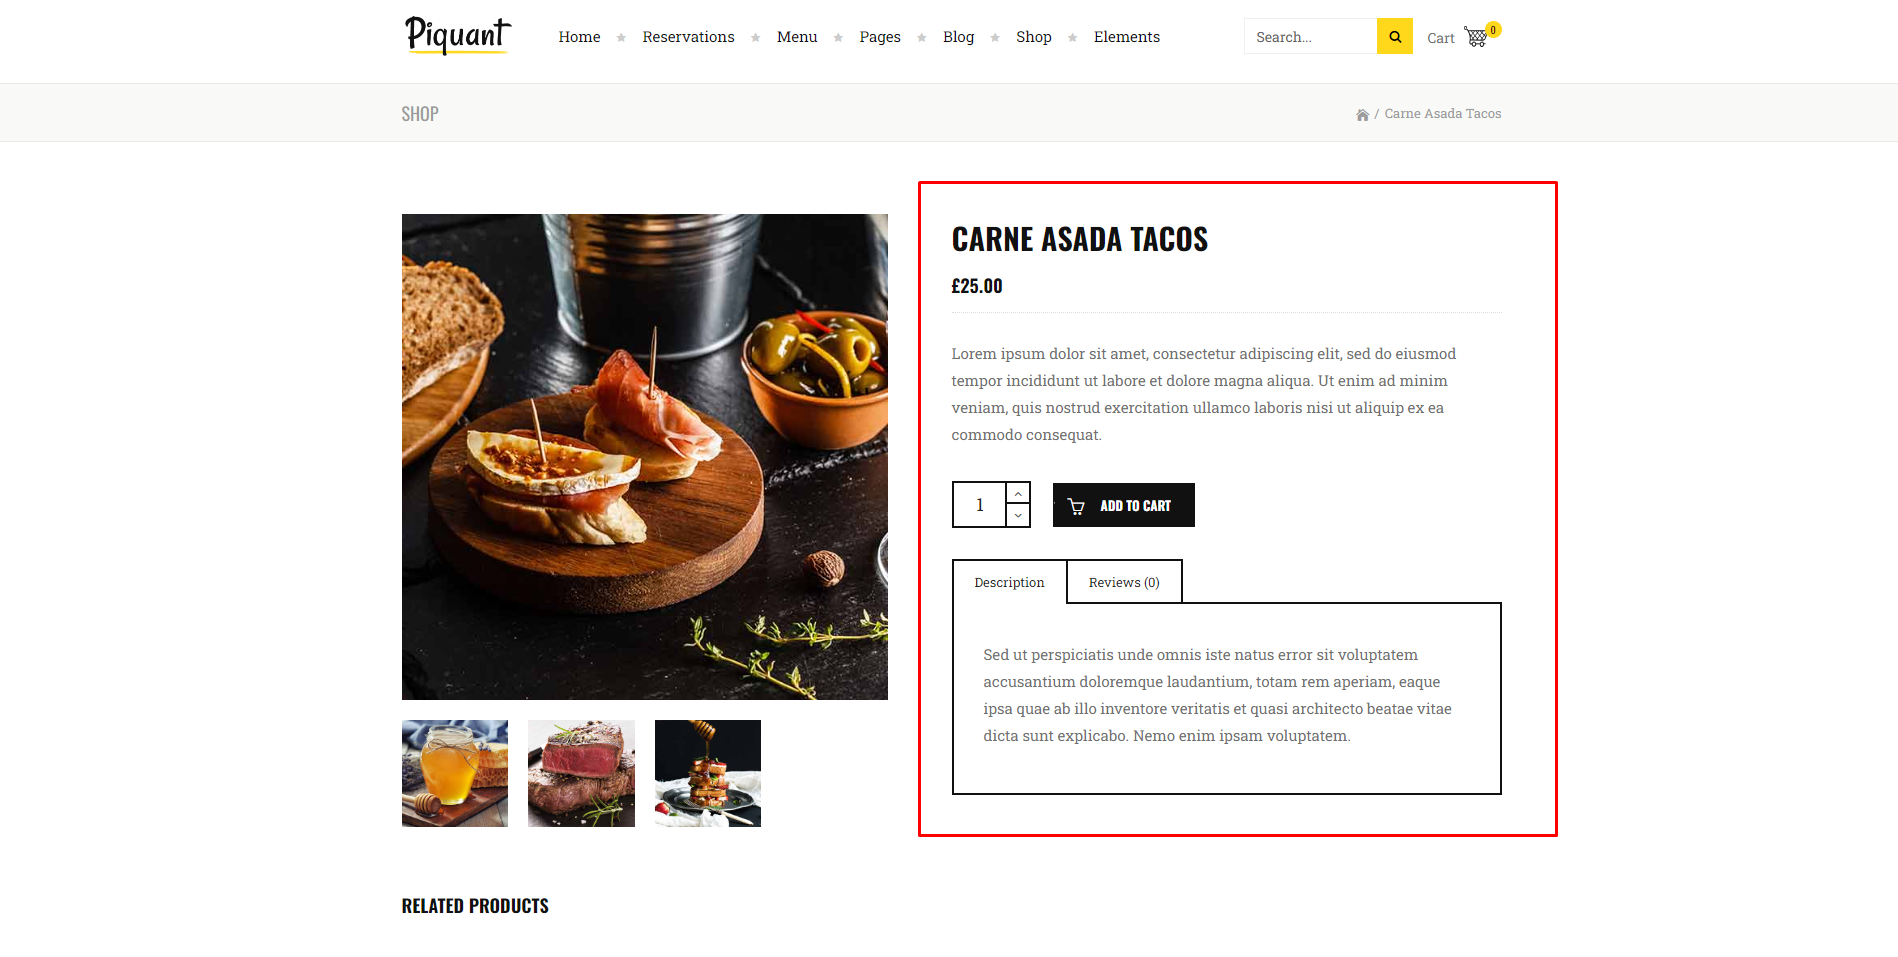 Piquant
Home
Reservations
Menu
Pages
Blog
Shop
Elements
Search...
Cart
0
SHOP
/ Carne Asada Tacos
CARNE ASADA TACOS
£25.00
Lorem ipsum dolor sit amet, consectetur adipiscing elit, sed do eiusmod
tempor incididunt ut labore et dolore magna aliqua. Ut enim ad minim
veniam, quis nostrud exercitation ullamco laboris nisi ut aliquip ex ea
commodo consequat.
1
ADD TO CART
Description
Reviews (0)
Sed ut perspiciatis unde omnis iste natus error sit voluptatem
accusantium doloremque laudantium, totam rem aperiam, eaque
ipsa quae ab illo inventore veritatis et quasi architecto beatae vitae
dicta sunt explicabo. Nemo enim ipsam voluptatem.
RELATED PRODUCTS